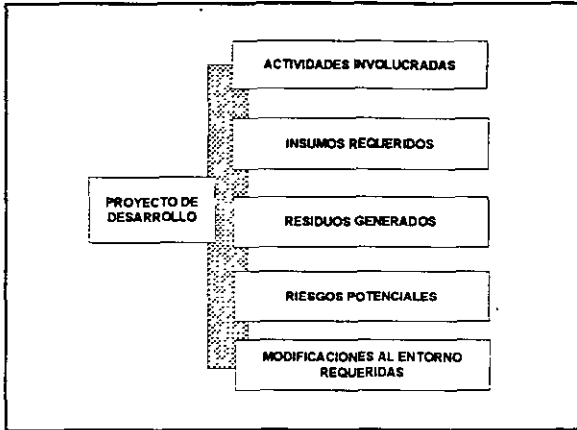 ACTIVIDADES INVOLUCRADAS
INSUMOS REQUERIDOS
PROYECTO DE
DESARROLLO
RESIDUOS GENERADOS
RIESGOS POTENCIALES
MODIFICACIONES AL ENTORNO
REQUERIDAS